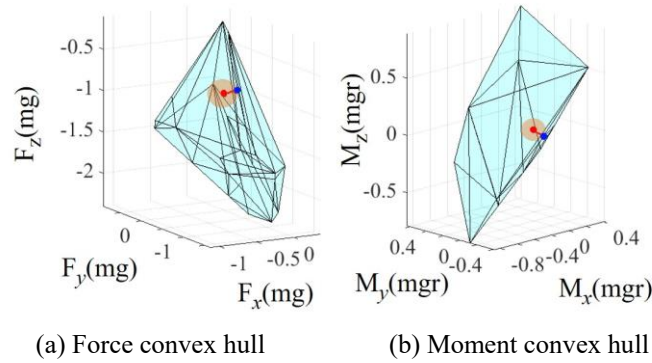 -0.5
-1
-1.5
-2
F_z(mg)
0
-1
F_y(mg)
-1
-0.5
0
F_x(mg)
0.5
0
-0.5
M_z(mgr)
0.4
0
-0.4
M_y(mgr)
-0.8
-0.4
0
0.4
M_x(mgr)
(a) Force convex hull
(b) Moment convex hull